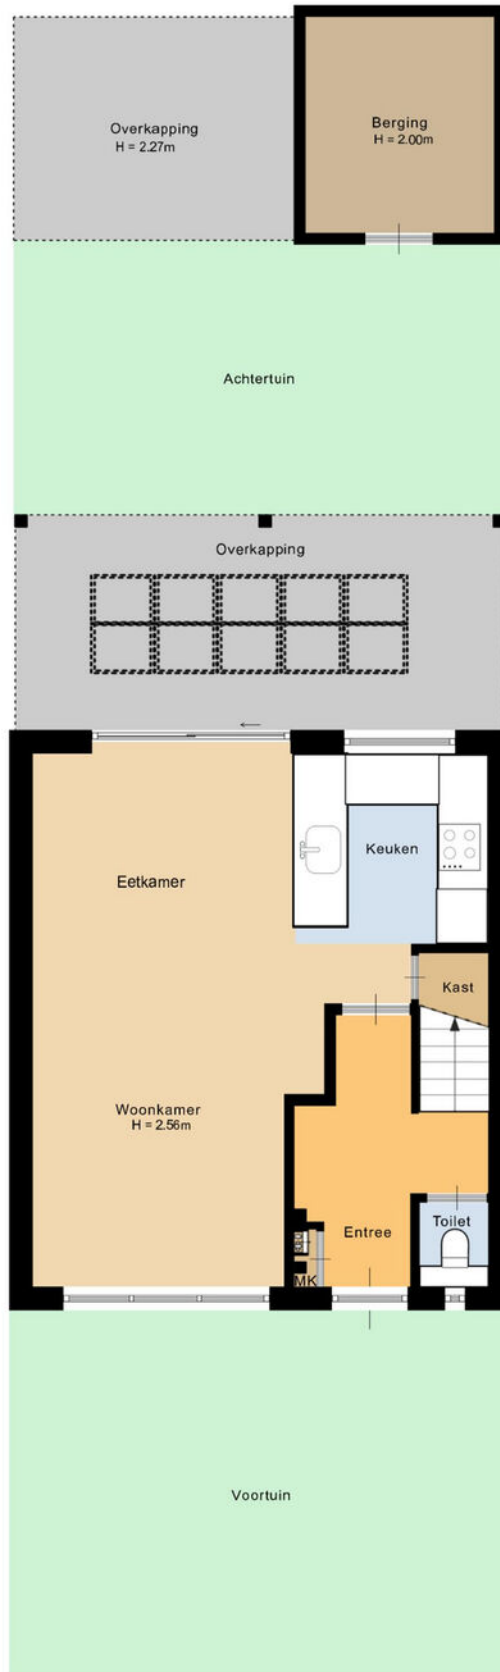 Overkapping
H = 2.27m
Berging
H = 2.00m
Achtertuin
Overkapping
Keuken
Eetkamer
Kast
Woonkamer
H = 2.56m
Toilet
Entree
MK
Voortuin